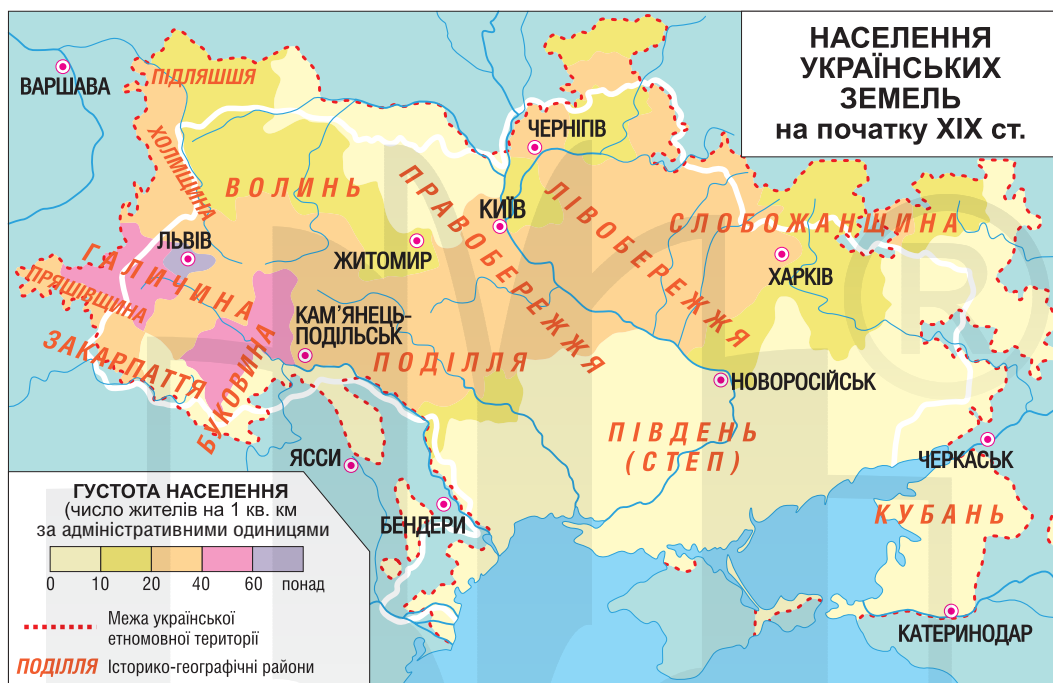 НАСЕЛЕННЯ
УКРАЇНСЬКИХ
ЗЕМЕЛЬ
на початку XIX ст.
ВАРШАВА
ПІДЛЯШШЯ
ХОЛМЩИНА
ЧЕРНІГІВ
ВОЛИНЬ
ПРАВОБЕРЕЖЖЯ
ЛІВОБЕРЕЖЖЯ
КИЇВ
СЛОБОЖАНЩИНА
ЛЬВІВ
ЖИТОМИР
ХАРКІВ
ГАЛИЧИНА
ПРЯШІВЩИНА
КАМ’ЯНЕЦЬ-
ПОДІЛЬСЬК
ЗАКАРПАТТЯ
БУКОВИНА
ПОДІЛЛЯ
НОВОРОСІЙСЬК
ПІВДЕНЬ
(СТЕП)
ЯССИ
ЧЕРКАСЬК
БЕНДЕРИ
КУБАНЬ
КАТЕРИНОДАР
ГУСТОТА НАСЕЛЕННЯ
(число жителів на 1 кв. км
за адміністративними одиницями
0 10 20 40 60 понад
Межа української
етномовної території
ПОДІЛЛЯ Історико-географічні райони
®